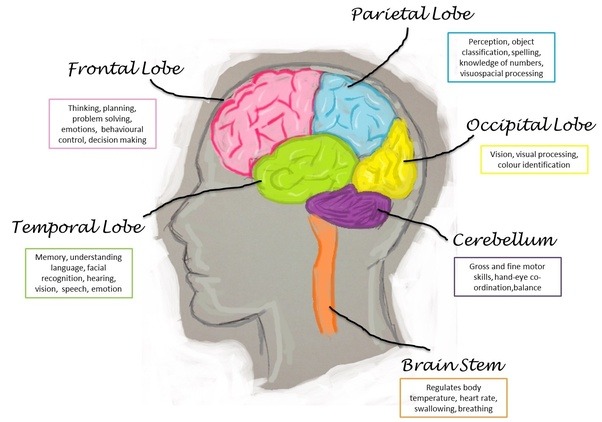 Parietal Lobe
Perception, object
classification, spelling,
knowledge of numbers,
visuospacial processing
Frontal Lobe
Thinking, planning,
problem solving,
emotions, behavioural
control, decision making
Occipital Lobe
Vision, visual processing,
colour identification
Temporal Lobe
Memory, understanding
language, facial
recognition, hearing,
vision, speech, emotion
Cerebellum
Gross and fine motor
skills, hand-eye co-
ordination,balance
Brain Stem
Regulates body
temperature, heart rate,
swallowing, breathing